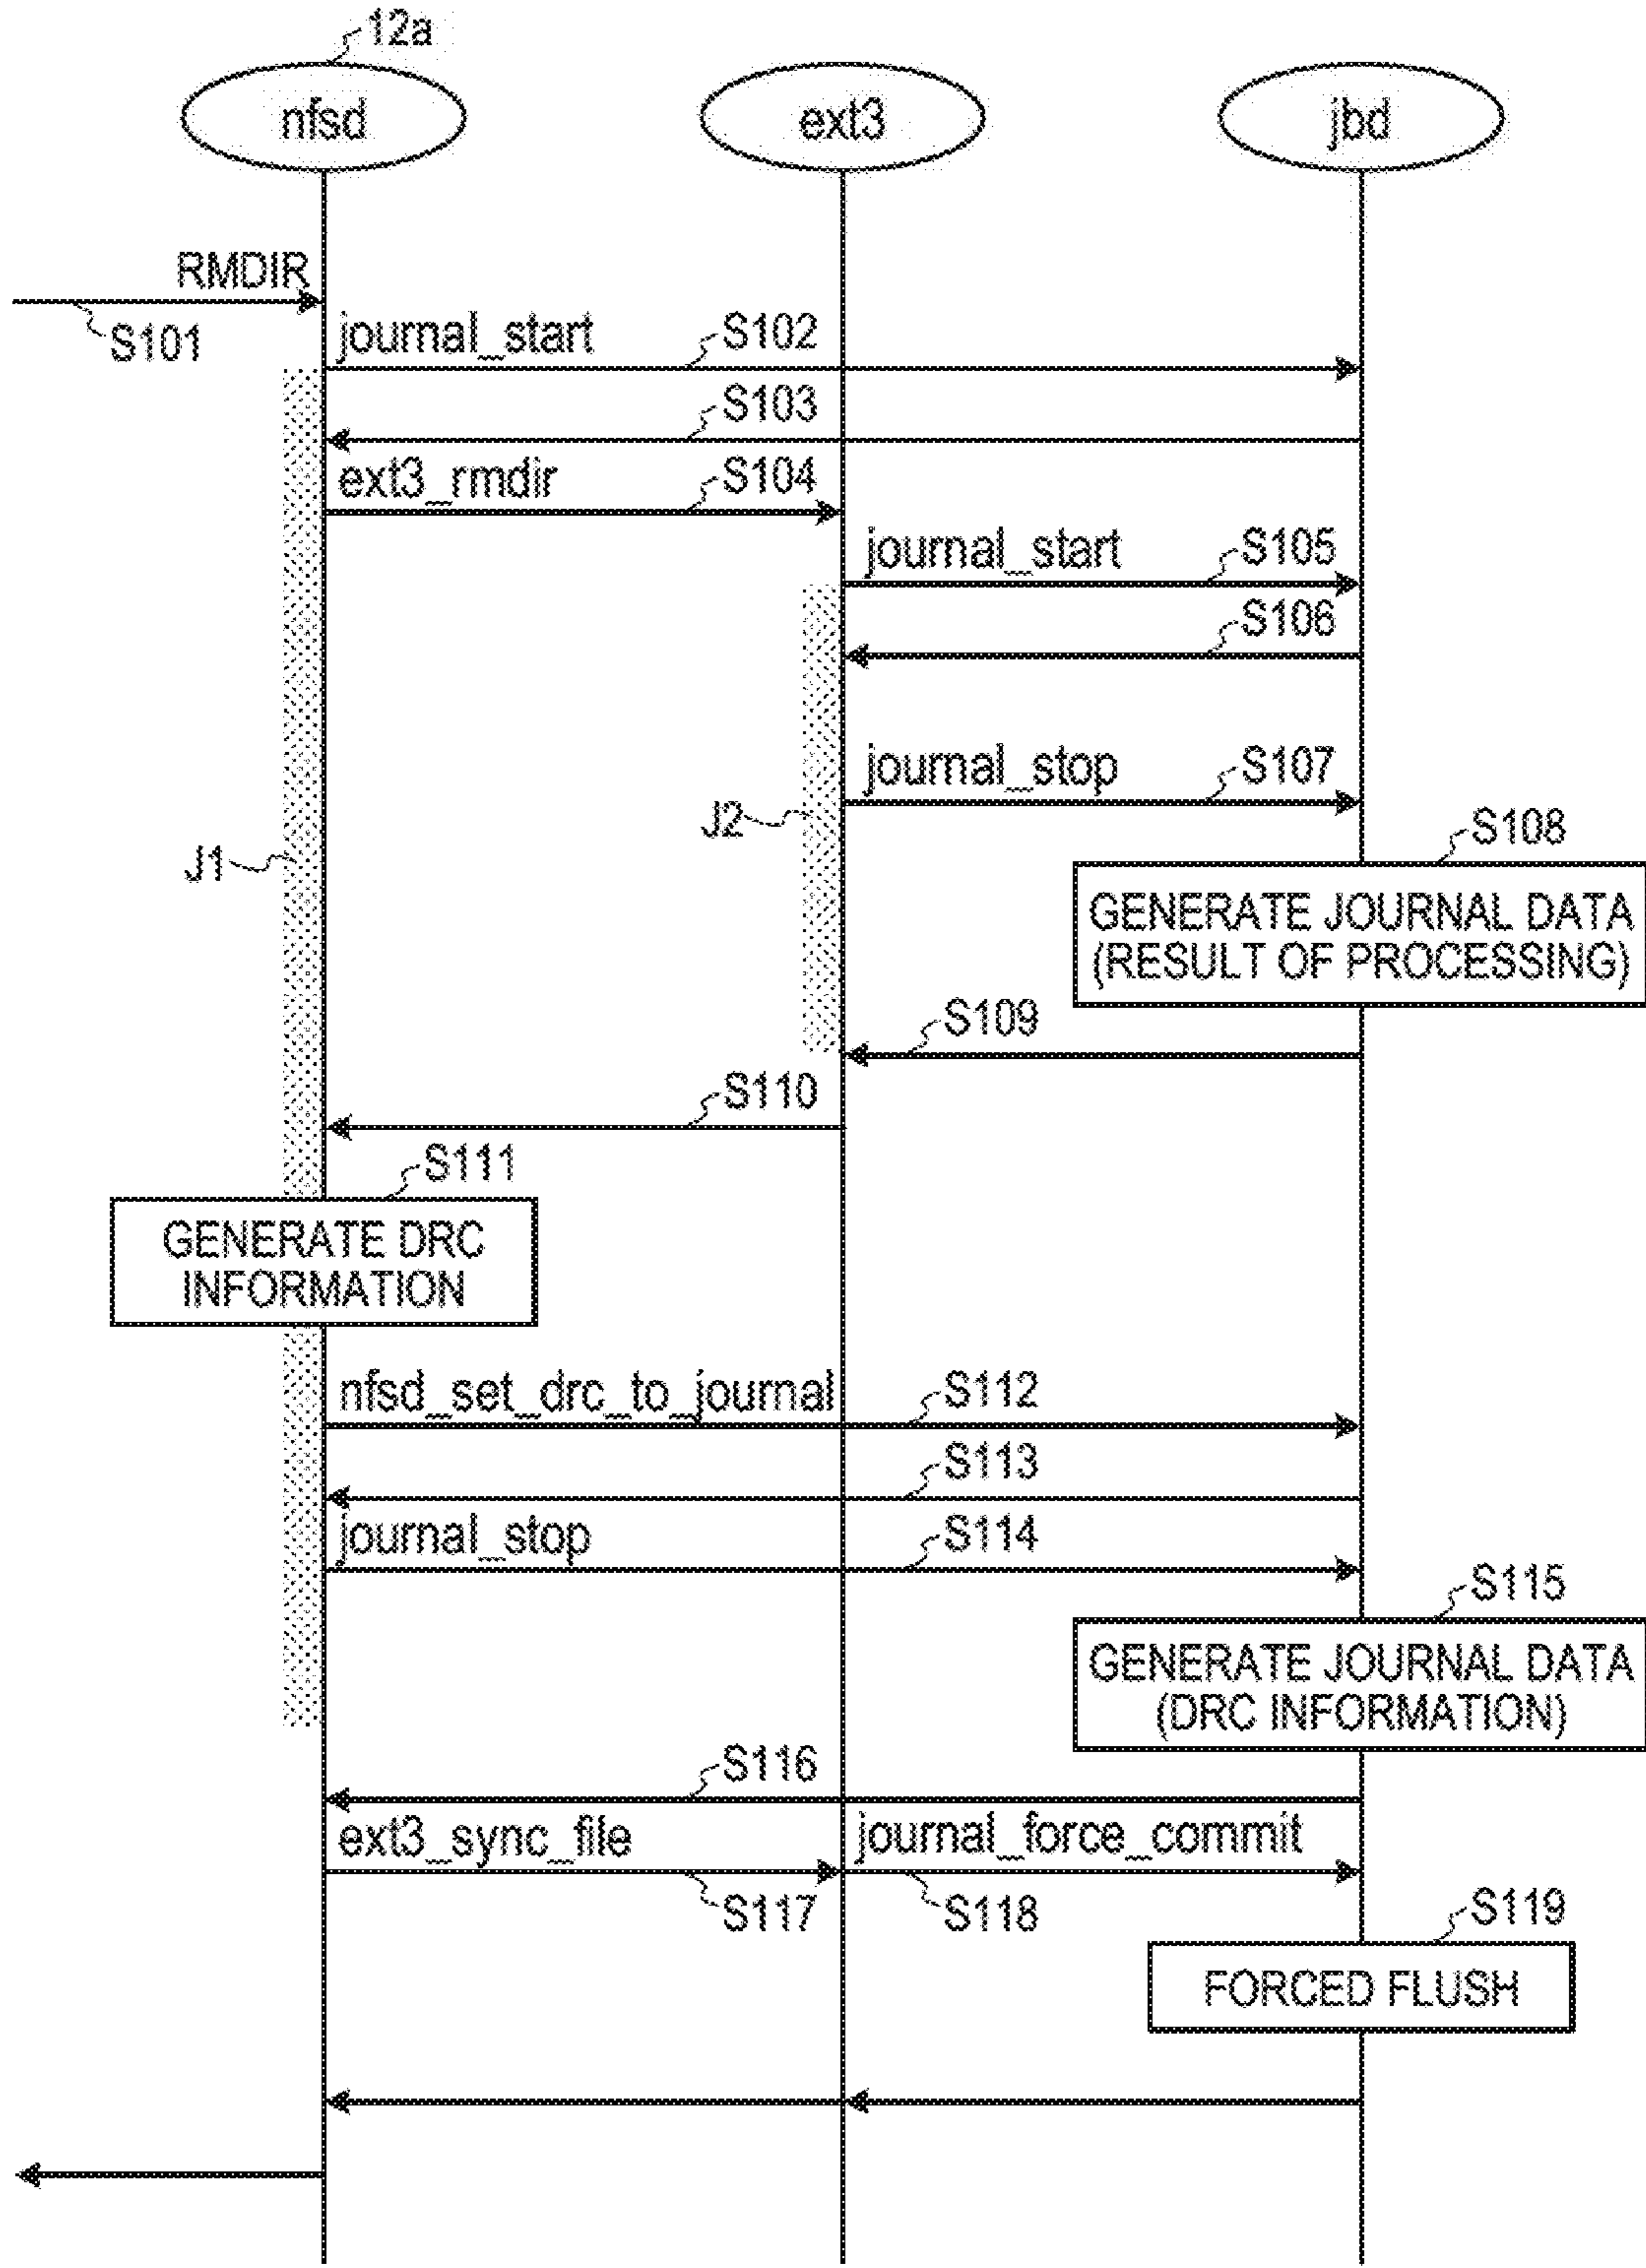 12a
nfsd
ext3
jbd
RMDIR
S101
journal_start
S102
S103
ext3_rmdir
S104
journal_start
S105
S106
journal_stop
S107
J2
J1
S108
GENERATE JOURNAL DATA
(RESULT OF PROCESSING)
S109
S110
S111
GENERATE DRC
INFORMATION
nfsd_set_drc_to_journal
S112
S113
journal_stop
S114
S115
GENERATE JOURNAL DATA
(DRC INFORMATION)
S116
ext3_sync_file
journal_force_commit
S117
S118
S119
FORCED FLUSH